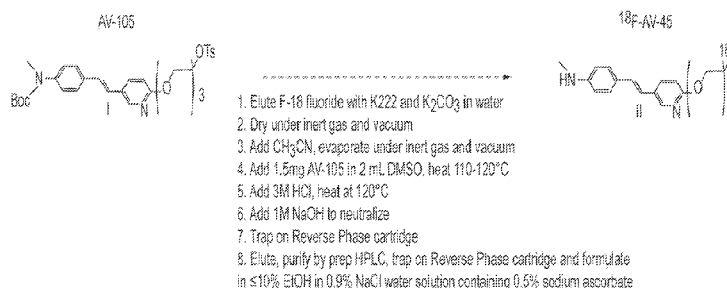 AV-105
¹⁸F-AV-45
OTs
O
3
N
Boc
N
I
1. Elute F-18 fluoride with K222 and K₂CO₃ in water
2. Dry under inert gas and vacuum
3. Add CH₃CN, evaporate under inert gas and vacuum
4. Add 1.5mg AV-105 in 2 mL DMSO, heat 110-120°C
5. Add 3M HCl, heat at 120°C
6. Add 1M NaOH to neutralize
7. Trap on Reverse Phase cartridge
8. Elute, purify by prep HPLC, trap on Reverse Phase cartridge and formulate
in ≤10% EtOH in 0.9% NaCl water solution containing 0.5% sodium ascorbate
HN
II
N
O